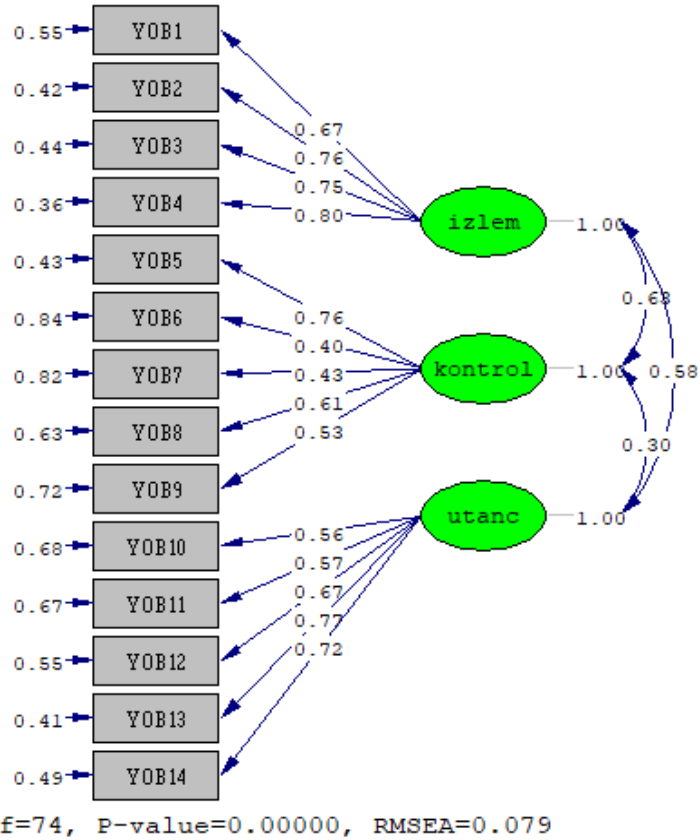 0.55 YOB1
0.42 YOB2
0.67
0.44 YOB3
0.76
0.75
0.36 YOB4
0.80
izlem 1.00
0.43 YOB5
0.63
0.84 YOB6
0.76
0.40
0.82 YOB7
0.43
kontrol 1.00 0.58
0.61
0.63 YOB8
0.53
0.30
0.72 YOB9
utanc 1.00
0.68 YOB10
0.56
0.57
0.67 YOB11
0.67
0.77
0.72
0.55 YOB12
0.41 YOB13
0.49 YOB14
f=74, P-value=0.00000, RMSEA=0.079